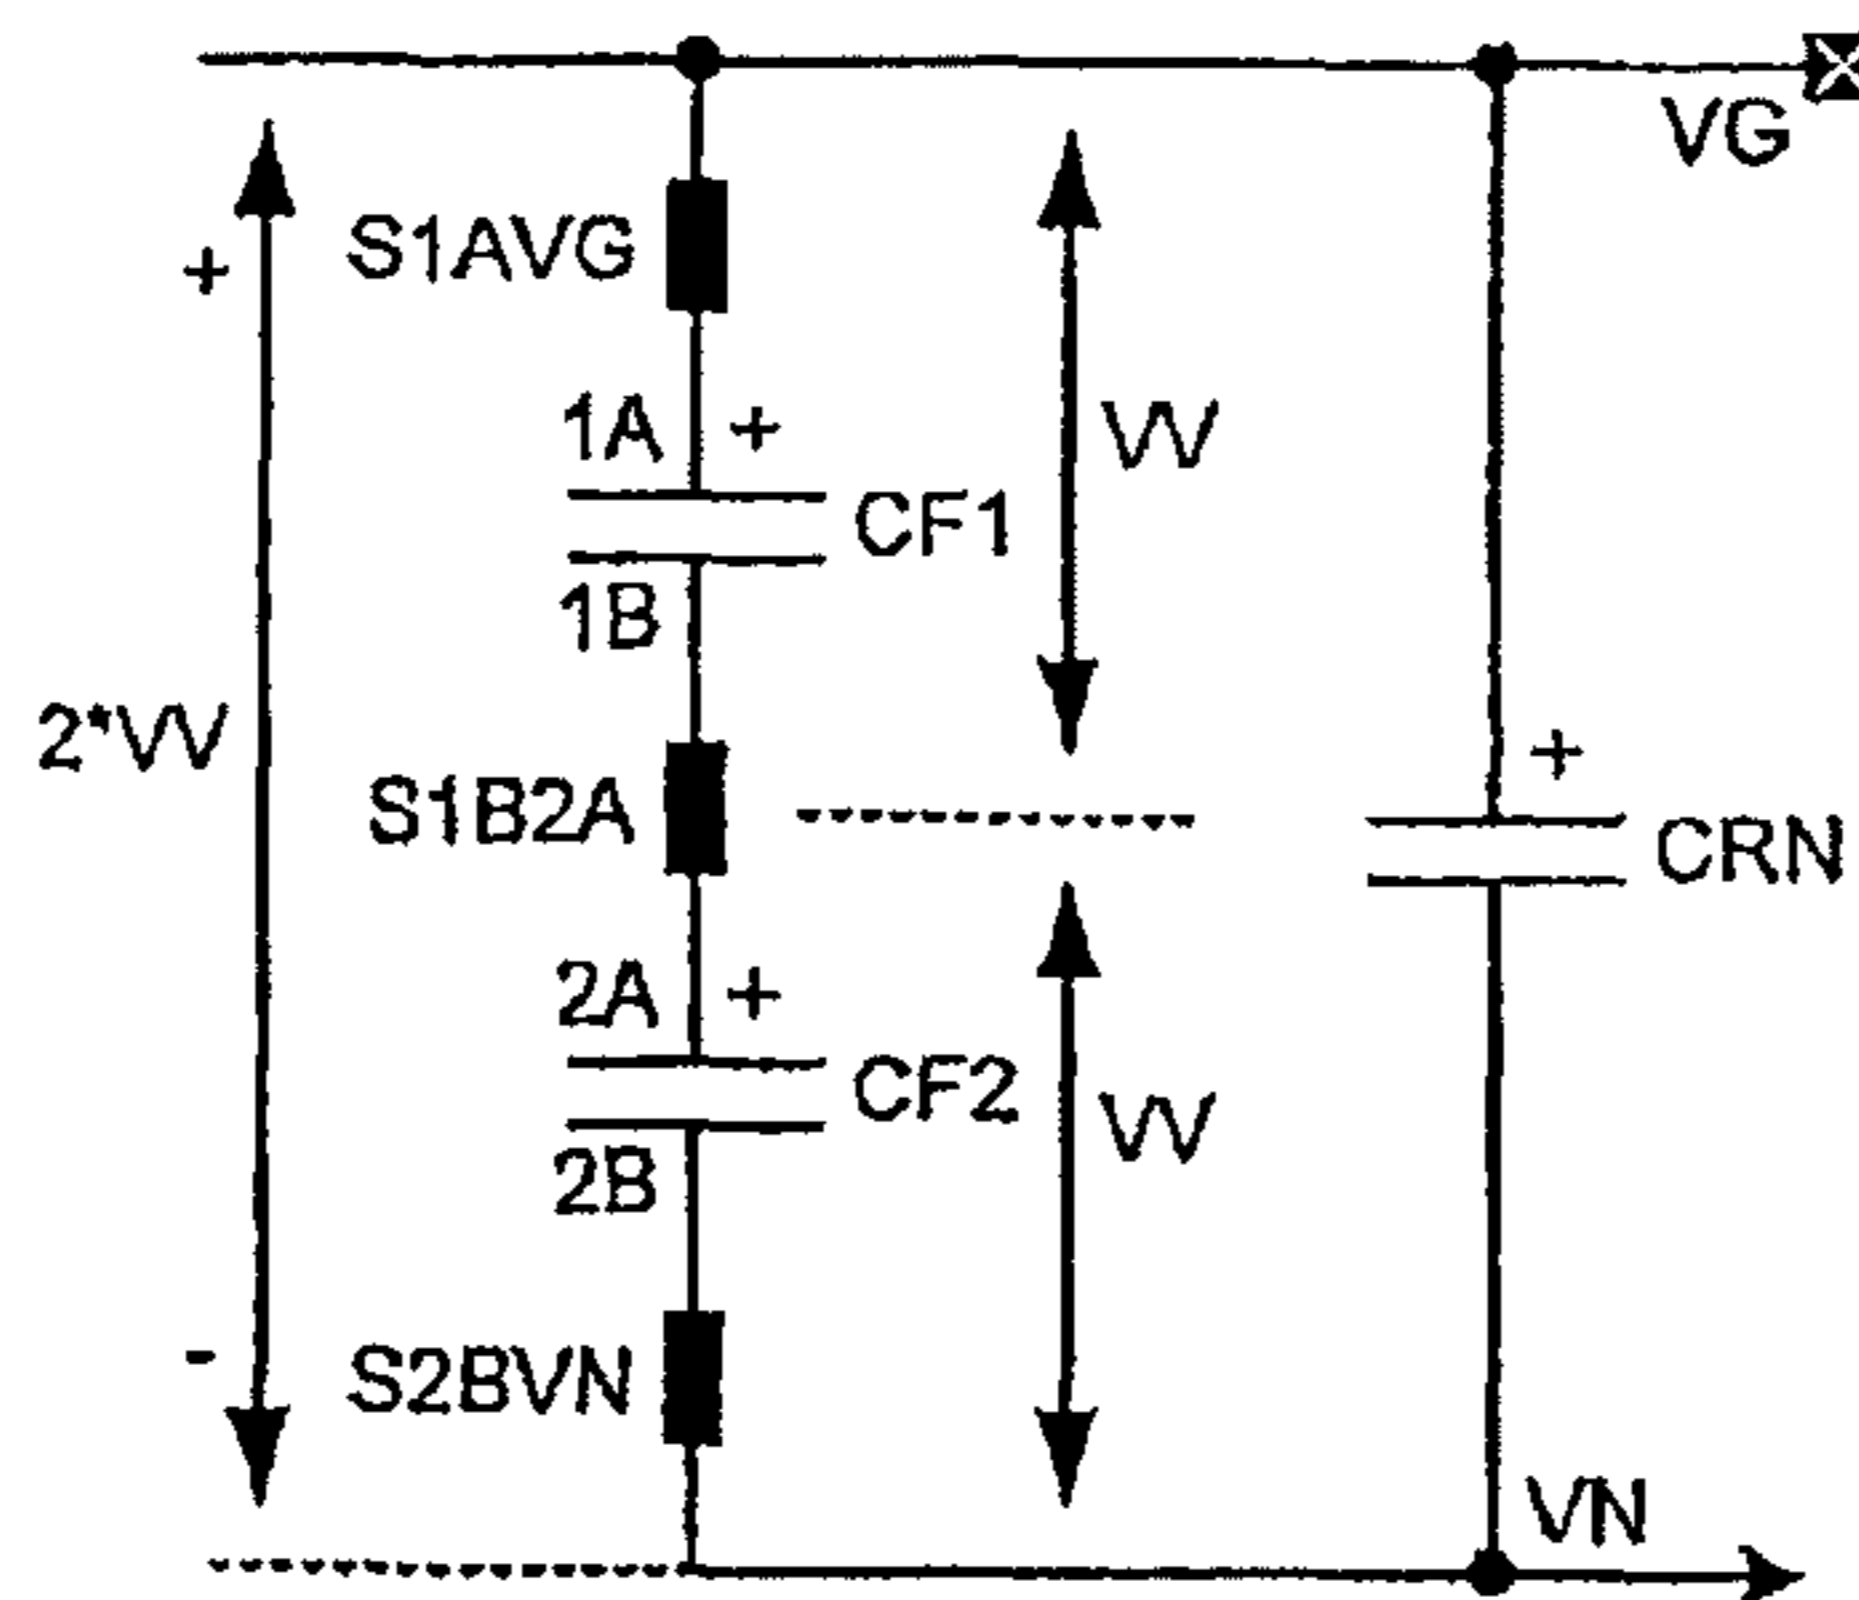 VG
+
S1AVG
1A
+
VV
CF1
1B
2*VV
+
S1B2A
CRN
2A
+
CF2
VV
2B
-
S2BVN
VN